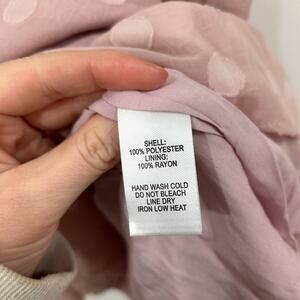 SHELL:
100% POLYESTER
LINING:
100% RAYON
HAND WASH COLD
DO NOT BLEACH
LINE DRY
IRON LOW HEAT